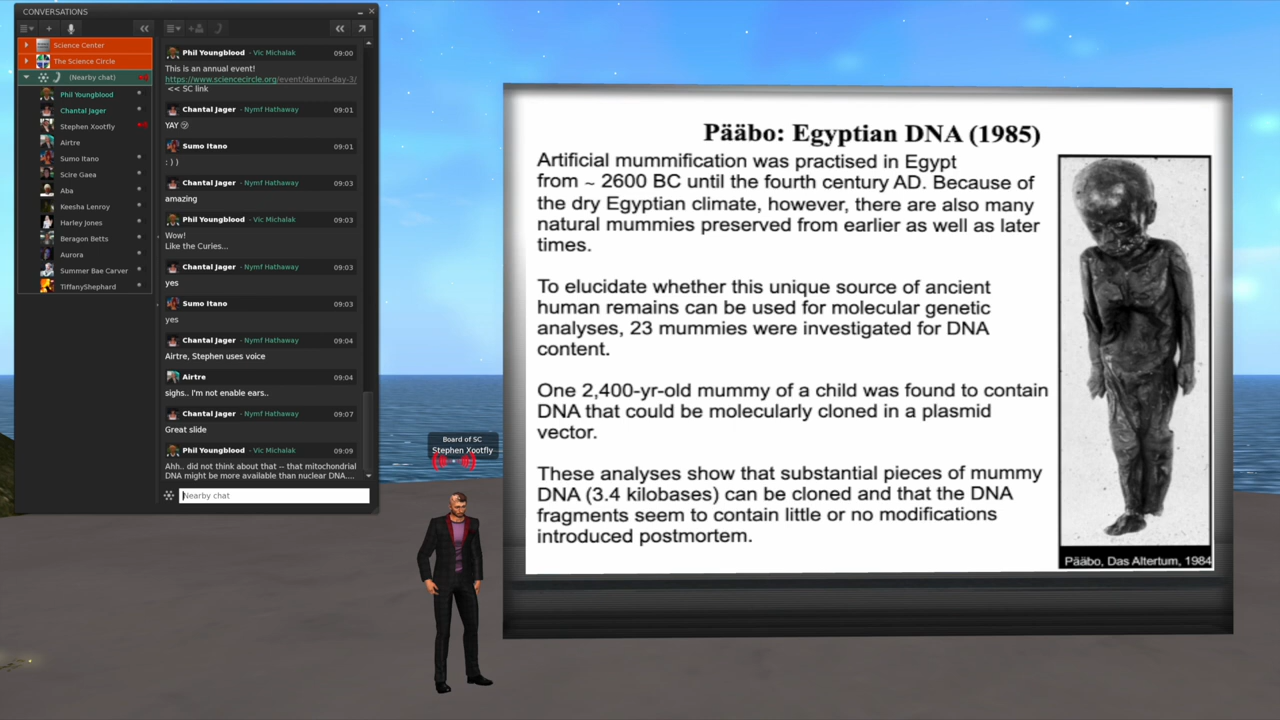 CONVERSATIONS
Science Center
The Science Circle
(Nearby chat)
Phil Youngblood
Chantal Jager
Stephen Xootfly
Airtre
Sumo Itano
Scire Gaea
Aba
Keesha Lenroy
Harley Jones
Beragon Betts
Aurora
Summer Bae Carver
TiffanyShephard
Phil Youngblood - Vic Michalak 09:00
This is an annual event!
https://www.sciencecircle.org/event/darwin-day-3/
<< SC link
Chantal Jager - Nymf Hathaway 09:01
YAY
Sumo Itano 09:01
: ) )
Chantal Jager - Nymf Hathaway 09:03
amazing
Phil Youngblood - Vic Michalak 09:03
Wow!
Like the Curies...
Chantal Jager - Nymf Hathaway 09:03
yes
Sumo Itano 09:03
yes
Chantal Jager - Nymf Hathaway 09:04
Airtre, Stephen uses voice
Airtre 09:04
sighs.. I'm not enable ears..
Chantal Jager - Nymf Hathaway 09:07
Great slide
Phil Youngblood - Vic Michalak 09:09
Ahh.. did not think about that -- that mitochondrial
DNA might be more available than nuclear DNA....
Nearby chat
Board of SC
Stephen Xootfly
Pääbo: Egyptian DNA (1985)
Artificial mummification was practised in Egypt
from ~ 2600 BC until the fourth century AD. Because of
the dry Egyptian climate, however, there are also many
natural mummies preserved from earlier as well as later
times.
To elucidate whether this unique source of ancient
human remains can be used for molecular genetic
analyses, 23 mummies were investigated for DNA
content.
One 2,400-yr-old mummy of a child was found to contain
DNA that could be molecularly cloned in a plasmid
vector.
These analyses show that substantial pieces of mummy
DNA (3.4 kilobases) can be cloned and that the DNA
fragments seem to contain little or no modifications
introduced postmortem.
Pääbo, Das Altertum, 1984